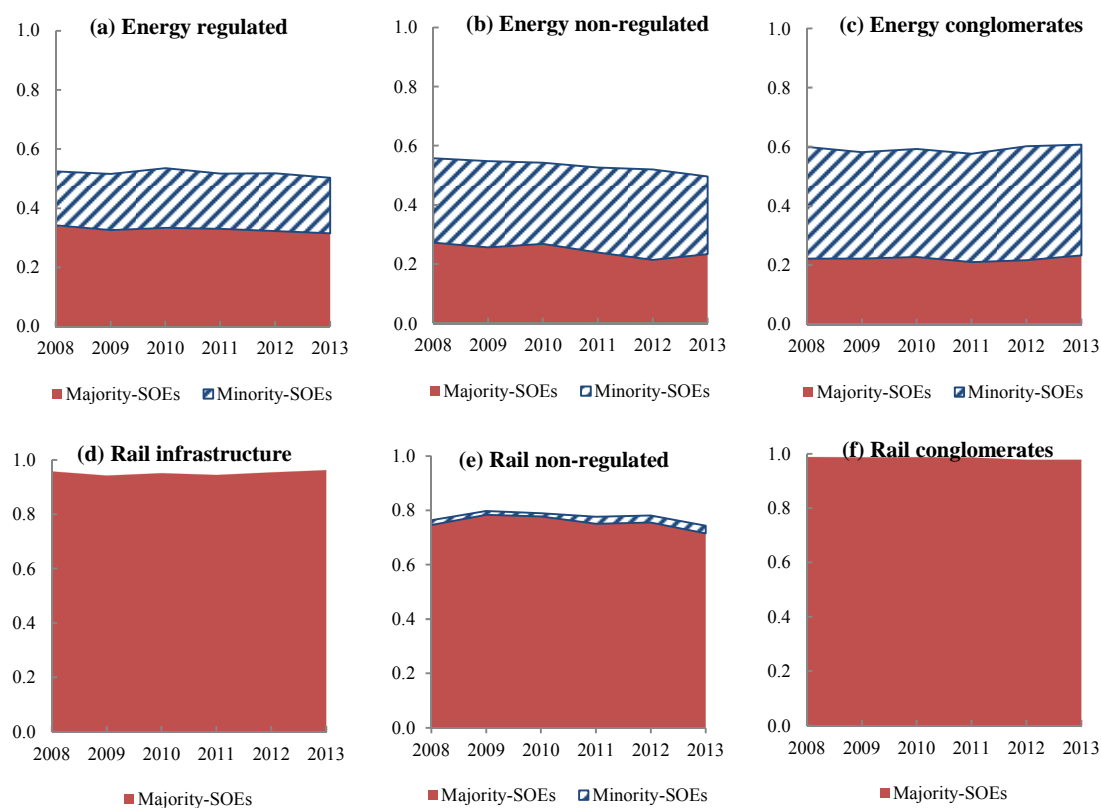 (a) Energy regulated
1.0
0.8
0.6
0.4
0.2
0.0
2008 2009 2010 2011 2012 2013
Majority-SOEs Minority-SOEs
(b) Energy non-regulated
1.0
0.8
0.6
0.4
0.2
0.0
2008 2009 2010 2011 2012 2013
Majority-SOEs Minority-SOEs
(c) Energy conglomerates
1.0
0.8
0.6
0.4
0.2
0.0
2008 2009 2010 2011 2012 2013
Majority-SOEs Minority-SOEs
(d) Rail infrastructure
1.0
0.8
0.6
0.4
0.2
0.0
2008 2009 2010 2011 2012 2013
Majority-SOEs
(e) Rail non-regulated
1.0
0.8
0.6
0.4
0.2
0.0
2008 2009 2010 2011 2012 2013
Majority-SOEs Minority-SOEs
(f) Rail conglomerates
1.0
0.8
0.6
0.4
0.2
0.0
2008 2009 2010 2011 2012 2013
Majority-SOEs